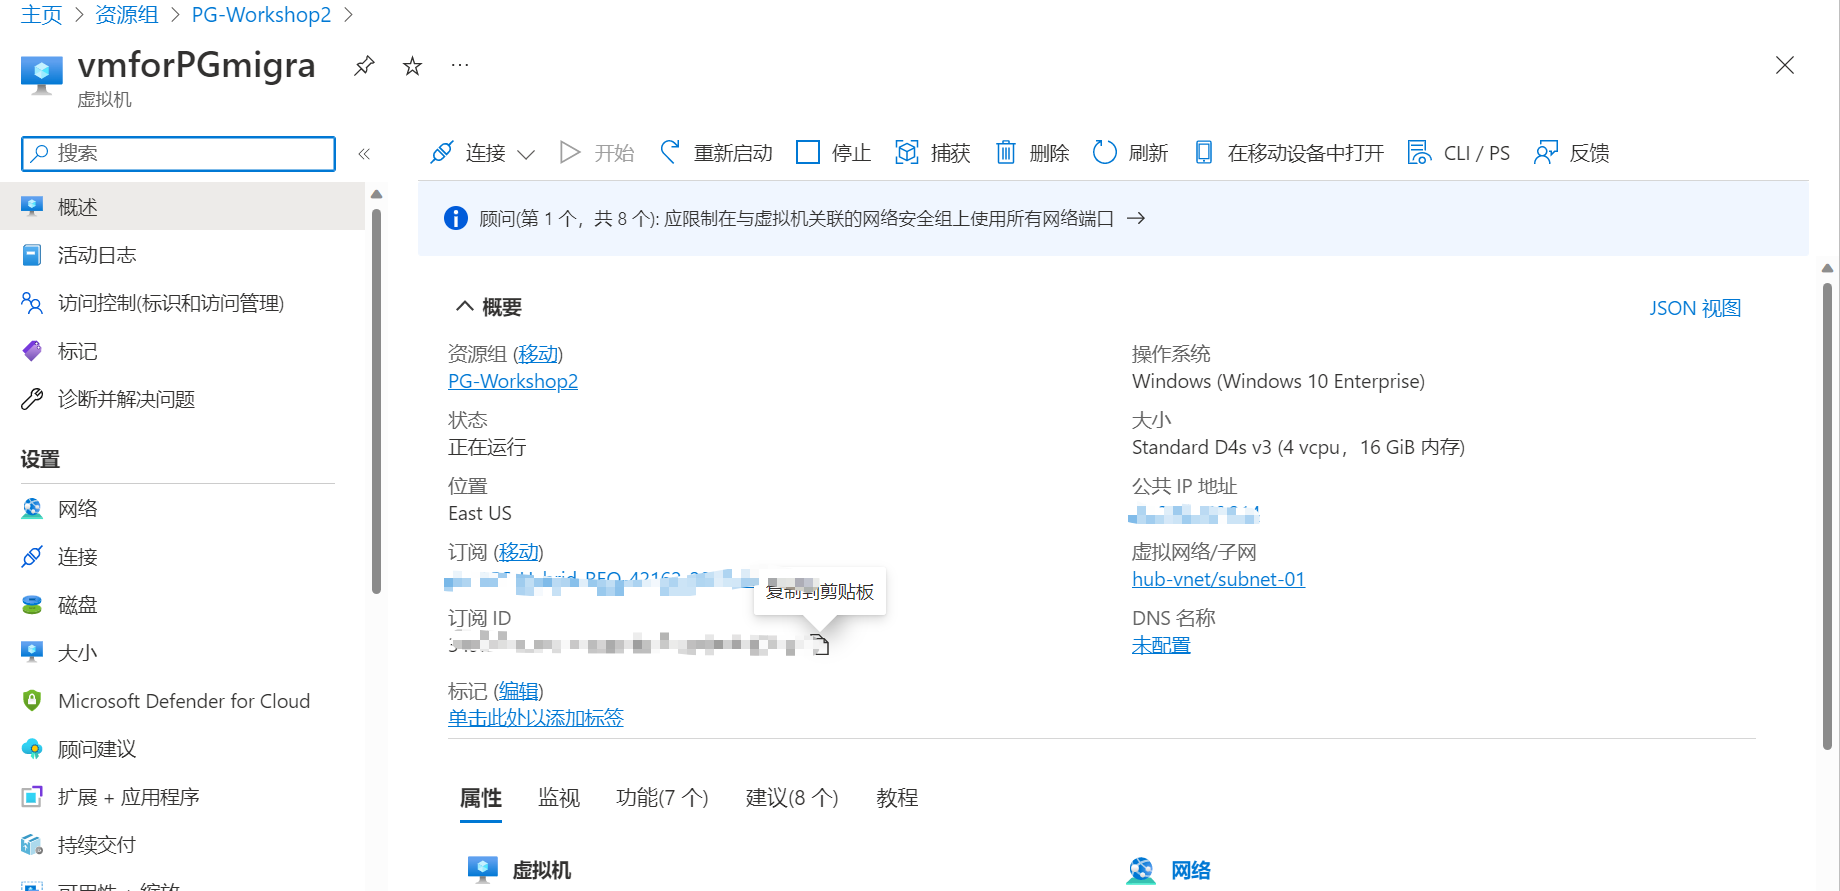 主页 > 资源组 > PG-Workshop2 >
vmforPGmigra
虚拟机
搜索
概述
活动日志
访问控制(标识和访问管理)
标记
诊断并解决问题
设置
网络
连接
磁盘
大小
Microsoft Defender for Cloud
顾问建议
扩展 + 应用程序
持续交付
可用性 + 缩放
连接
开始
重新启动
停止
捕获
删除
刷新
在移动设备中打开
CLI / PS
反馈
顾问(第 1 个，共 8 个): 应限制在与虚拟机关联的网络安全组上使用所有网络端口 →
概要
JSON 视图
资源组 (移动)
PG-Workshop2
状态
正在运行
位置
East US
订阅 (移动)
复制到剪贴板
订阅 ID
标记 (编辑)
单击此处以添加标签
操作系统
Windows (Windows 10 Enterprise)
大小
Standard D4s v3 (4 vcpu，16 GiB 内存)
公共 IP 地址
虚拟网络/子网
hub-vnet/subnet-01
DNS 名称
未配置
属性
监视
功能(7 个)
建议(8 个)
教程
虚拟机
网络